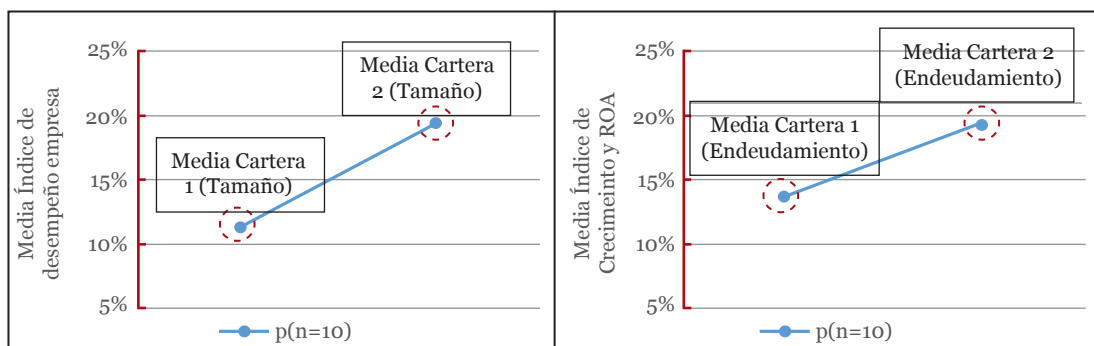 25%
20%
15%
10%
5%
Media Índice de
desempeño empresa
Media Cartera
1 (Tamaño)
Media Cartera
2 (Tamaño)
p(n=10)
25%
20%
15%
10%
5%
Media Índice de
Crecimeinto y ROA
Media Cartera 1
(Endeudamiento)
Media Cartera 2
(Endeudamiento)
p(n=10)